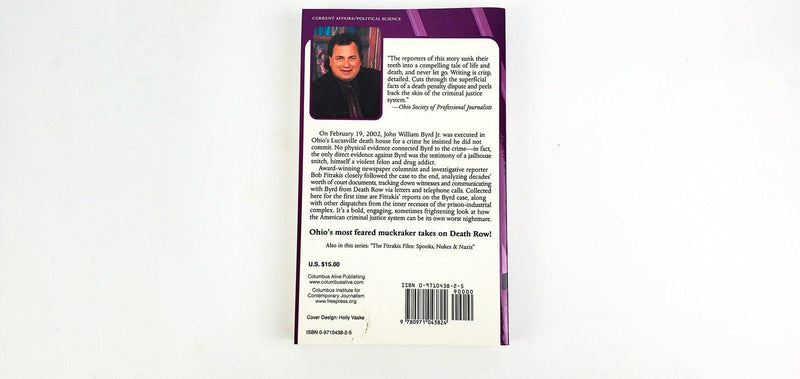 CURRENT AFFAIRS/POLITICAL SCIENCE
"The reporters of this story sunk their
teeth into a compelling tale of life and
death, and never let go. Writing is crisp,
detailed. Cuts through the superficial
facts of a death penalty dispute and peels
back the skin of the criminal justice
system."
—Ohio Society of Professional Journalists
On February 19, 2002, John William Byrd Jr. was executed in
Ohio's Lucasville death house for a crime he insisted he did not
commit. No physical evidence connected Byrd to the crime—in fact,
the only direct evidence against Byrd was the testimony of a jailhouse
snitch, himself a violent felon and drug addict.
Award-winning newspaper columnist and investigative reporter
Bob Fitrakis closely followed the case to the end, analyzing decades'
worth of court documents, tracking down witnesses and communicating
with Byrd from Death Row via letters and telephone calls. Collected
here for the first time are Fitrakis' reports on the Byrd case, along
with other dispatches from the inner recesses of the prison-industrial
complex. It's a bold, engaging, sometimes frightening look at how
the American criminal justice system can be its own worst nightmare.
Ohio's most feared muckraker takes on Death Row!
Also in this series: "The Fitrakis Files: Spooks, Nukes & Nazis"
U.S. $15.00
Columbus Alive Publishing
www.columbusalive.com
Columbus Institute for
Contemporary Journalism
www.freepress.org
Cover Design: Holly Vaske
ISBN 0-9710438-2-5
ISBN 0-9710438-2-5
90000
9 780971 043824